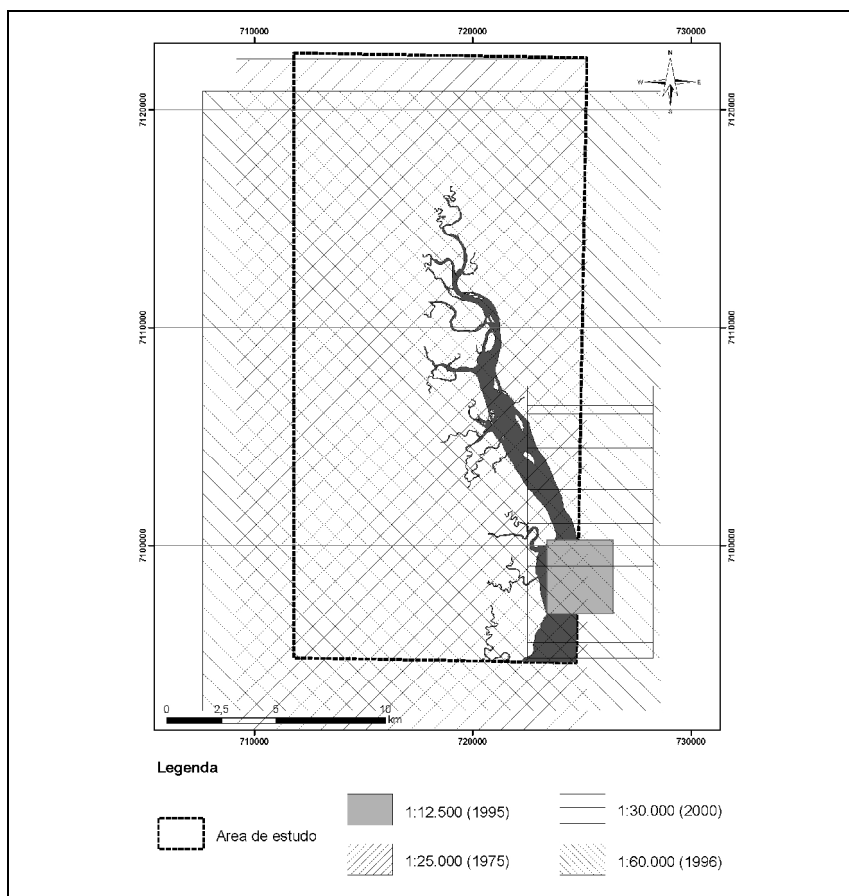 710000 720000 730000
N
W E
S
7120000 7120000
7110000 7110000
7100000 7100000
0 2,5 5 10
km
710000 720000 730000
Legenda
Area de estudo
1:12.500 (1995)
1:30.000 (2000)
1:25.000 (1975)
1:60.000 (1996)